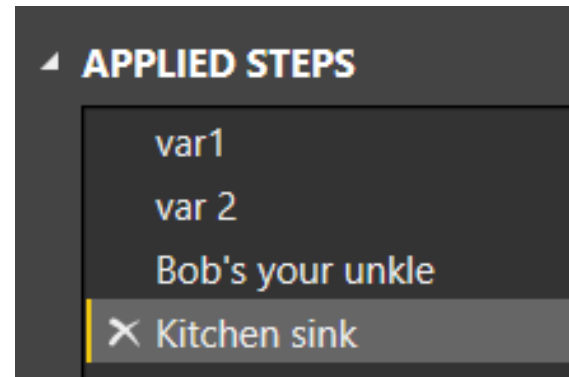 APPLIED STEPS
var1
var 2
Bob's your unkle
Kitchen sink